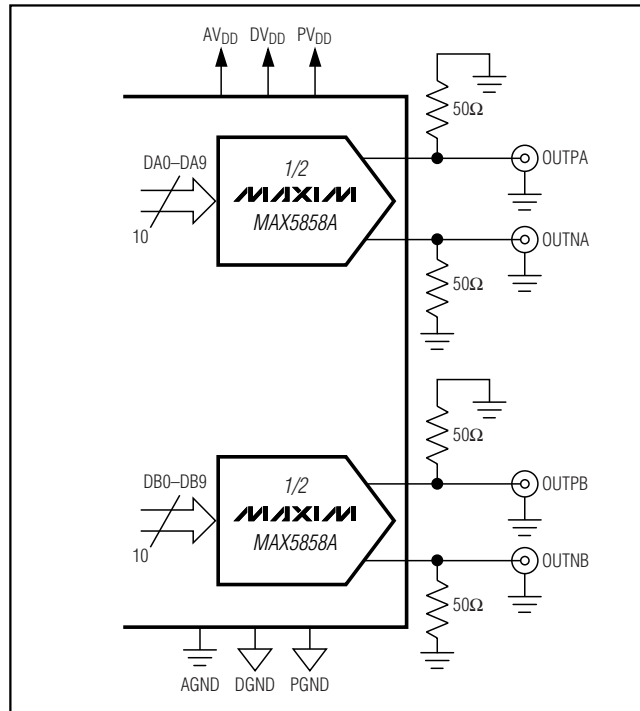 AVDD DVDD PVDD
50Ω
DA0–DA9
1/2
MAXIM
MAX5858A
10
OUTPA
OUTNA
50Ω
50Ω
DB0–DB9
1/2
MAXIM
MAX5858A
10
OUTPB
OUTNB
50Ω
AGND DGND PGND